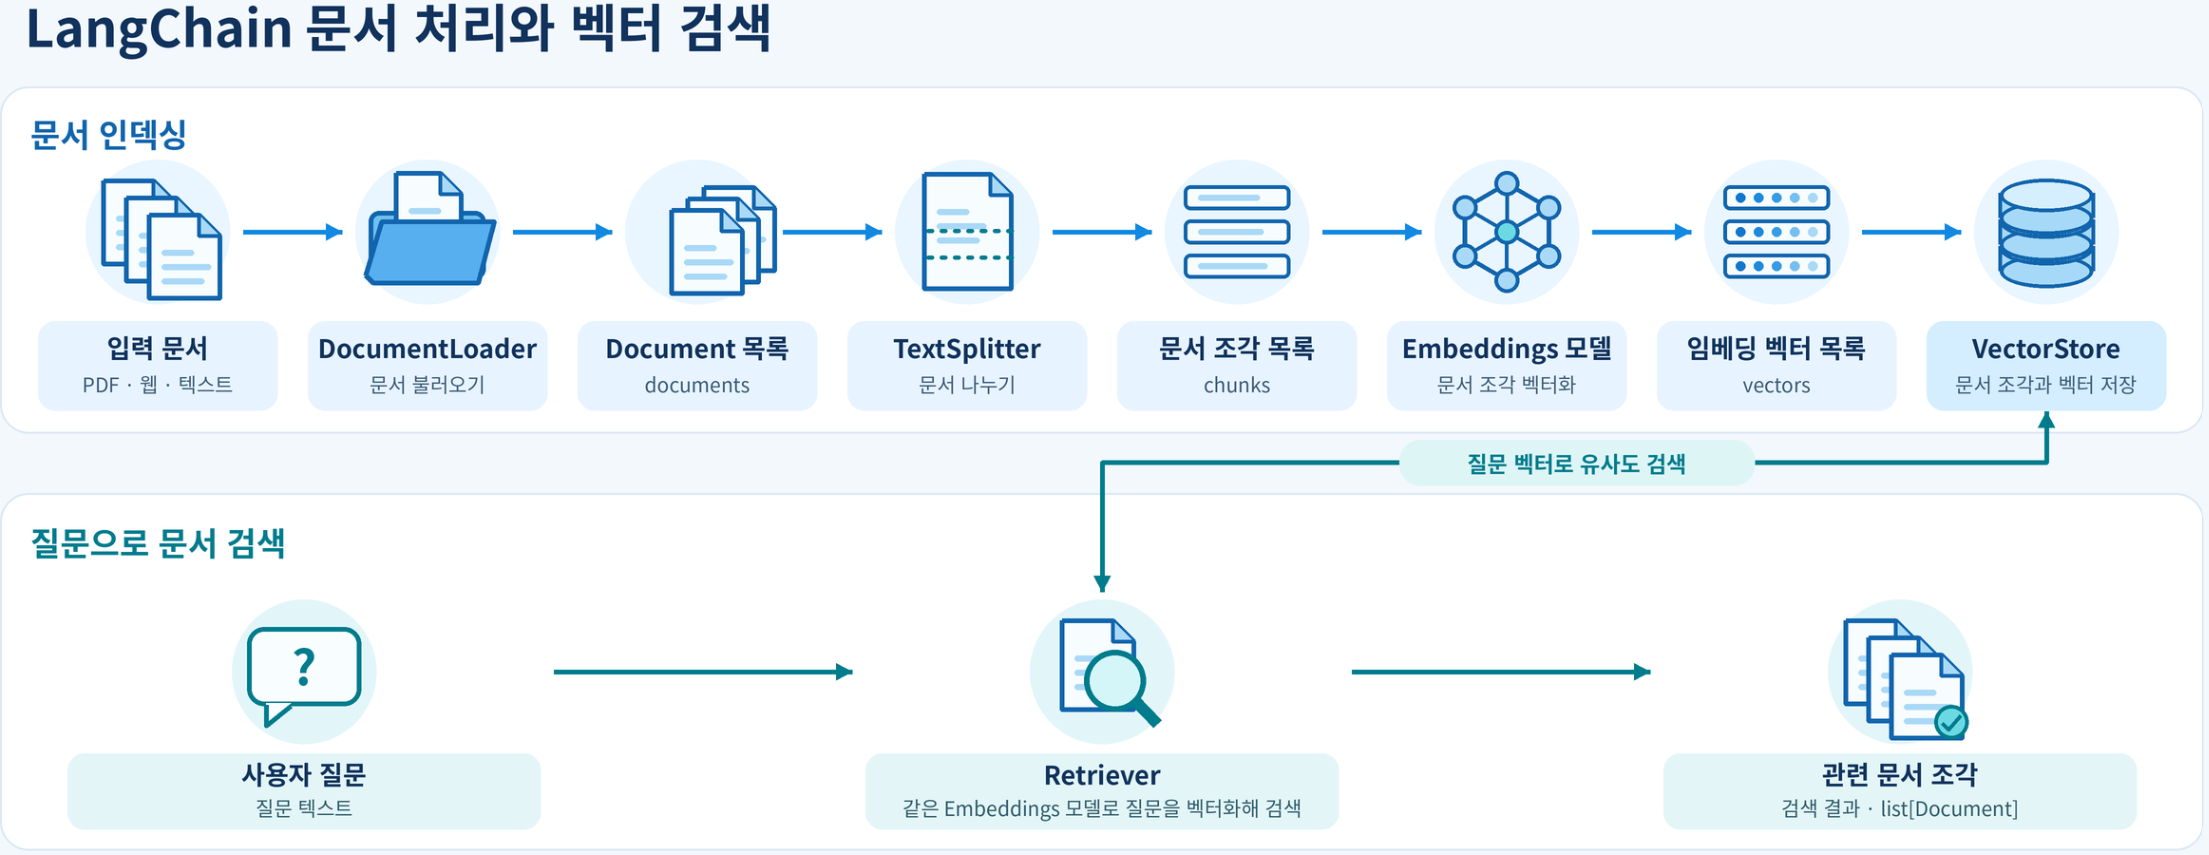 LangChain 문서 처리와 벡터 검색
문서 인덱싱
입력 문서
PDF · 웹 · 텍스트
DocumentLoader
문서 불러오기
Document 목록
documents
TextSplitter
문서 나누기
문서 조각 목록
chunks
Embeddings 모델
문서 조각 벡터화
임베딩 벡터 목록
vectors
VectorStore
문서 조각과 벡터 저장
질문 벡터로 유사도 검색
질문으로 문서 검색
?
사용자 질문
질문 텍스트
Retriever
같은 Embeddings 모델로 질문을 벡터화해 검색
관련 문서 조각
검색 결과 · list[Document]